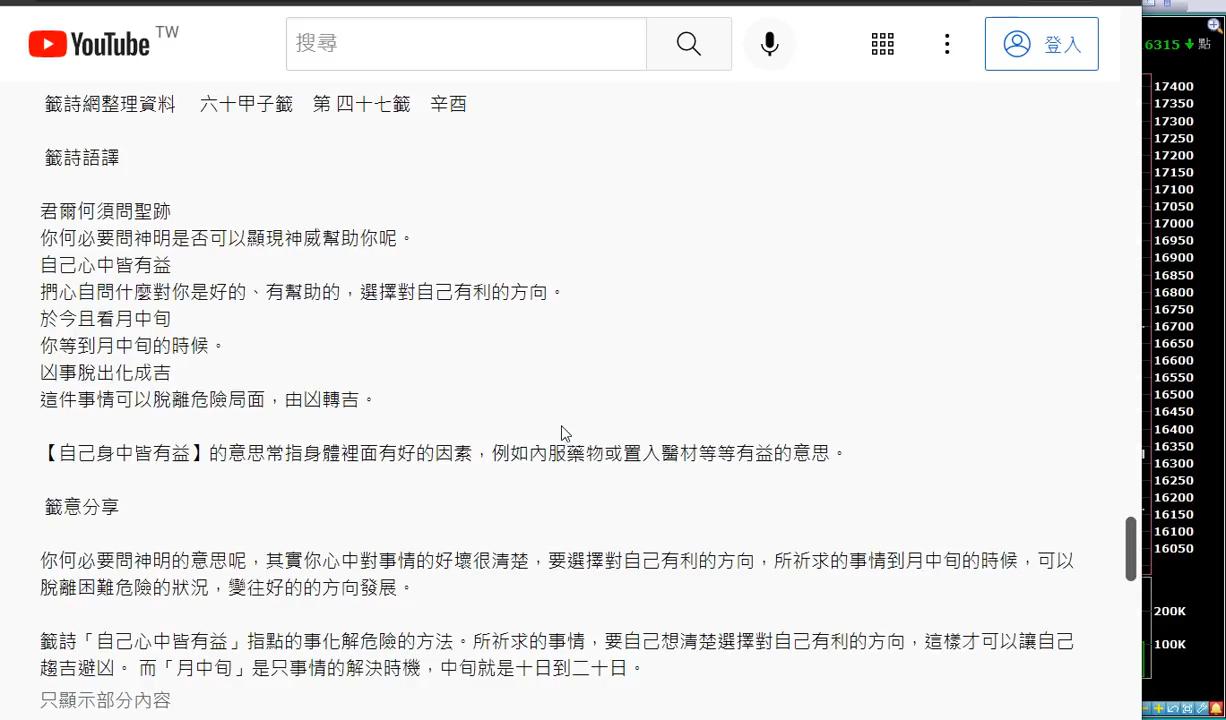 YouTube TW
搜尋
登入
籤詩網整理資料 六十甲子籤 第 四十七籤 辛酉
籤詩語譯
君爾何須問聖跡
你何必要問神明是否可以顯現神威幫助你呢。
自己心中皆有益
捫心自問什麼對你是好的、有幫助的，選擇對自己有利的方向。
於今且看月中旬
你等到月中旬的時候。
凶事脫出化成吉
這件事情可以脫離危險局面，由凶轉吉。
【自己身中皆有益】的意思常指身體裡面有好的因素，例如內服藥物或置入醫材等等有益的意思。
籤意分享
你何必要問神明的意思呢，其實你心中對事情的好壞很清楚，要選擇對自己有利的方向，所祈求的事情到月中旬的時候，可以
脫離困難危險的狀況，變往好的的方向發展。
籤詩「自己心中皆有益」指點的事化解危險的方法。所祈求的事情，要自己想清楚選擇對自己有利的方向，這樣才可以讓自己
趨吉避凶。 而「月中旬」是只事情的解決時機，中旬就是十日到二十日。
只顯示部分內容
6315 點
17400
17350
17300
17250
17200
17150
17100
17050
17000
16950
16900
16850
16800
16750
16700
16650
16600
16550
16500
16450
16400
16350
16300
16250
16200
16150
16100
16050
200K
100K